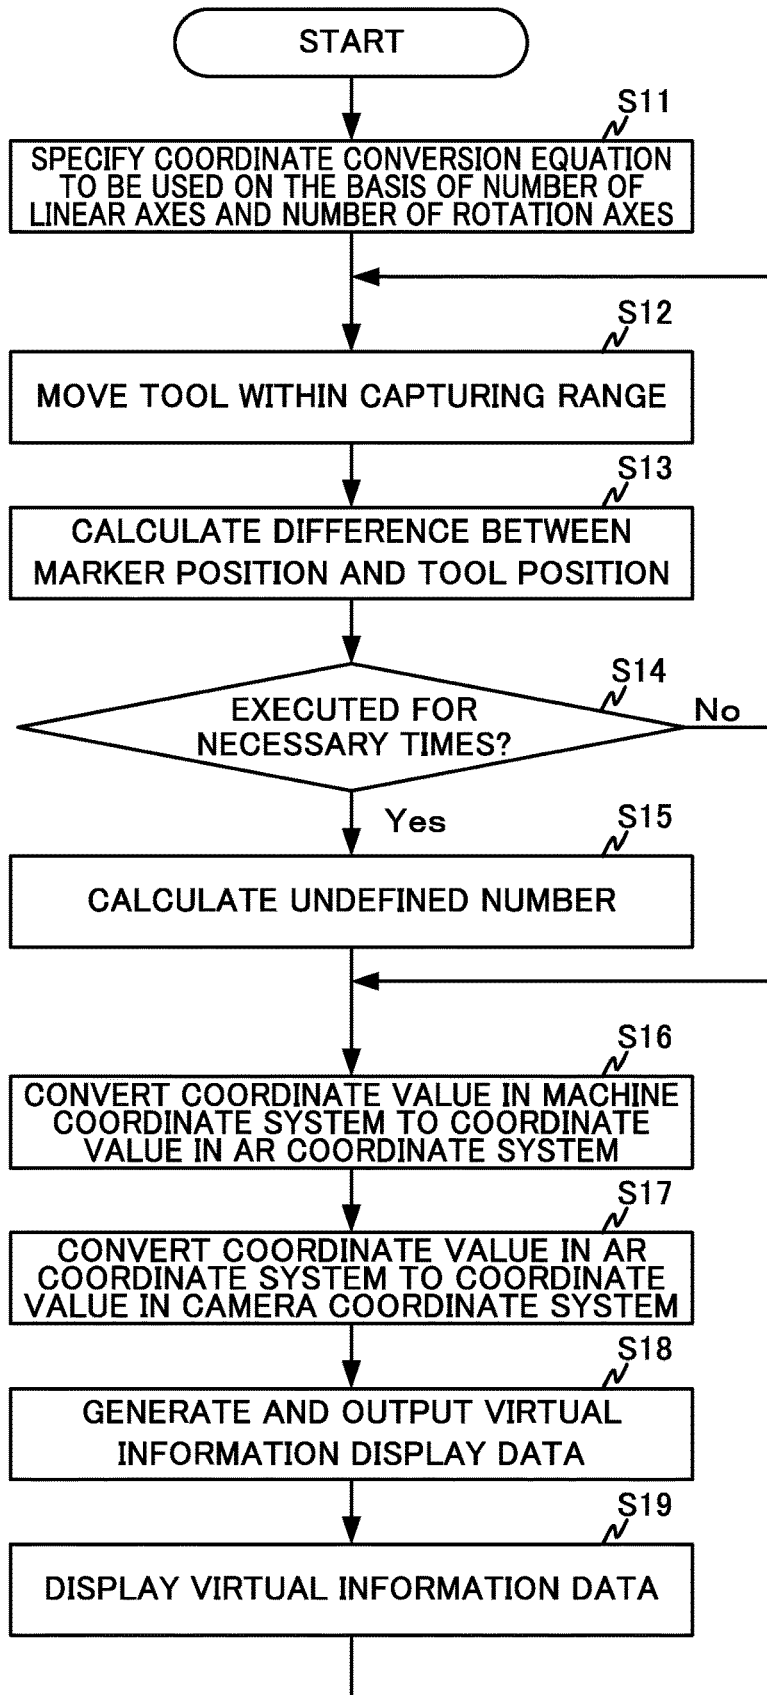 START
S11
SPECIFY COORDINATE CONVERSION EQUATION
TO BE USED ON THE BASIS OF NUMBER OF
LINEAR AXES AND NUMBER OF ROTATION AXES
S12
MOVE TOOL WITHIN CAPTURING RANGE
S13
CALCULATE DIFFERENCE BETWEEN
MARKER POSITION AND TOOL POSITION
S14
EXECUTED FOR
NECESSARY TIMES?
No
Yes
S15
CALCULATE UNDEFINED NUMBER
S16
CONVERT COORDINATE VALUE IN MACHINE
COORDINATE SYSTEM TO COORDINATE
VALUE IN AR COORDINATE SYSTEM
S17
CONVERT COORDINATE VALUE IN AR
COORDINATE SYSTEM TO COORDINATE
VALUE IN CAMERA COORDINATE SYSTEM
S18
GENERATE AND OUTPUT VIRTUAL
INFORMATION DISPLAY DATA
S19
DISPLAY VIRTUAL INFORMATION DATA